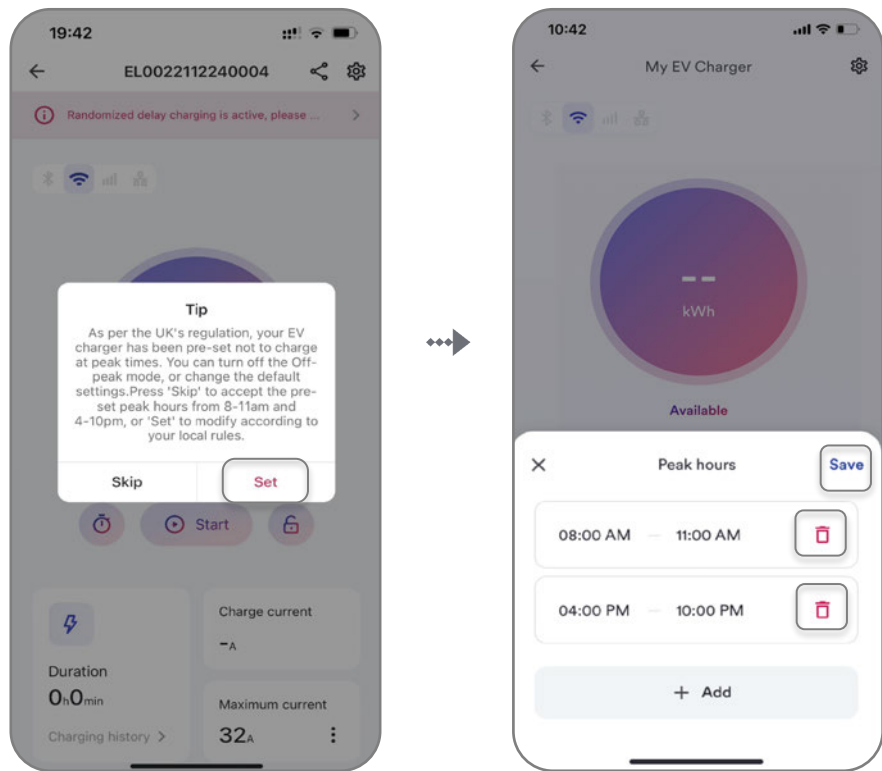 19:42
EL0022112240004
Randomized delay charging is active, please ...
Tip
As per the UK's regulation, your EV
charger has been pre-set not to charge
at peak times. You can turn off the Off-
peak mode, or change the default
settings.Press 'Skip' to accept the pre-
set peak hours from 8-11am and
4-10pm, or 'Set' to modify according to
your local rules.
Skip
Set
Start
Duration
0h0min
Charging history >
Charge current
-A
Maximum current
32A
10:42
My EV Charger
--
kWh
Available
Peak hours
Save
08:00 AM — 11:00 AM
04:00 PM — 10:00 PM
+ Add